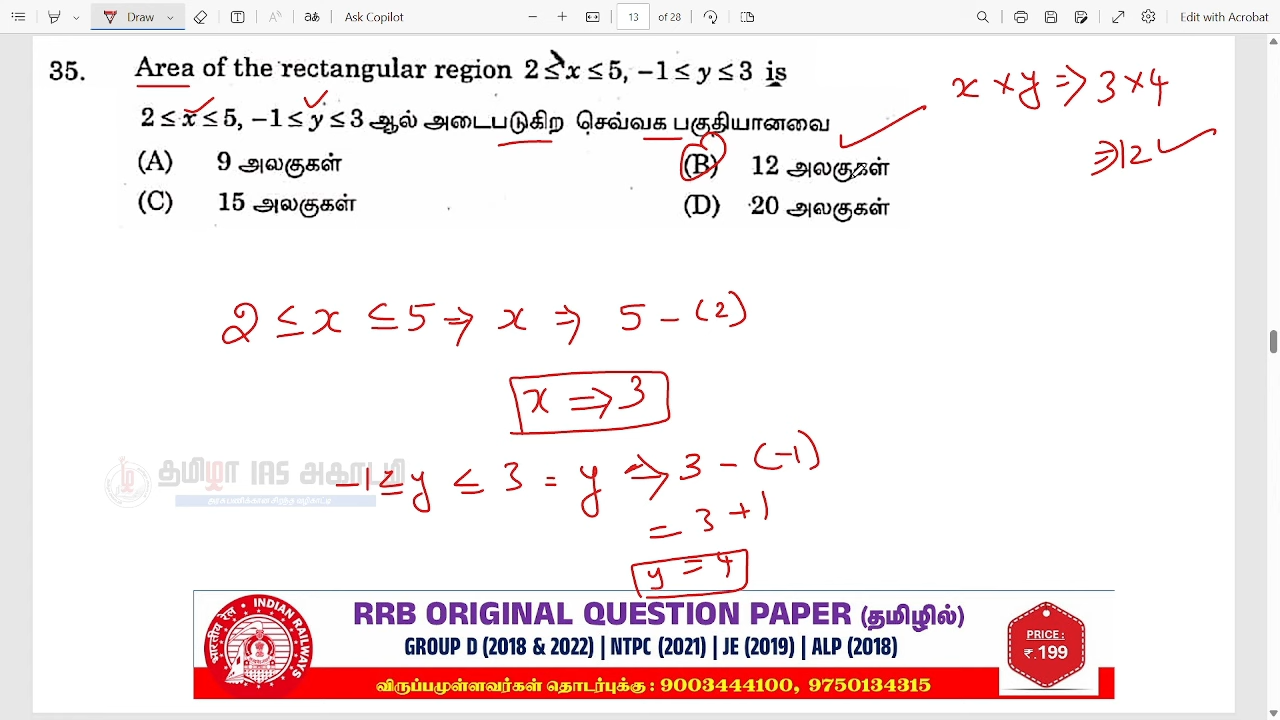 Draw
Ask Copilot
13 of 28
Edit with Acrobat
35. Area of the rectangular region 2 ≤ x ≤ 5, −1 ≤ y ≤ 3 is
2 ≤ x ≤ 5, −1 ≤ y ≤ 3 ஆல் அடைபடுகிற செவ்வக பகுதியானவை
(A) 9 அலகுகள் (B) 12 அலகுகள்
(C) 15 அலகுகள் (D) 20 அலகுகள்
x × y ⇒ 3 × 4
⇒ 12
2 ≤ x ≤ 5 ⇒ x ⇒ 5 − (2)
x ⇒ 3
−1 ≤ y ≤ 3 = y ⇒ 3 − (−1)
= 3 + 1
y = 4
தமிழா IAS அகாடமி
INDIAN RAILWAYS
भारतीय रेल
RRB ORIGINAL QUESTION PAPER (தமிழில்)
GROUP D (2018 & 2022) | NTPC (2021) | JE (2019) | ALP (2018)
விருப்பமுள்ளவர்கள் தொடர்புக்கு : 9003444100, 9750134315
PRICE :
₹.199